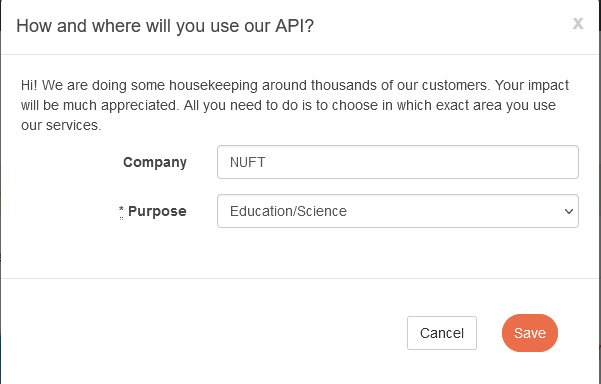 How and where will you use our API?
x
Hi! We are doing some housekeeping around thousands of our customers. Your impact
will be much appreciated. All you need to do is to choose in which exact area you use
our services.
Company NUFT
* Purpose Education/Science
Cancel Save